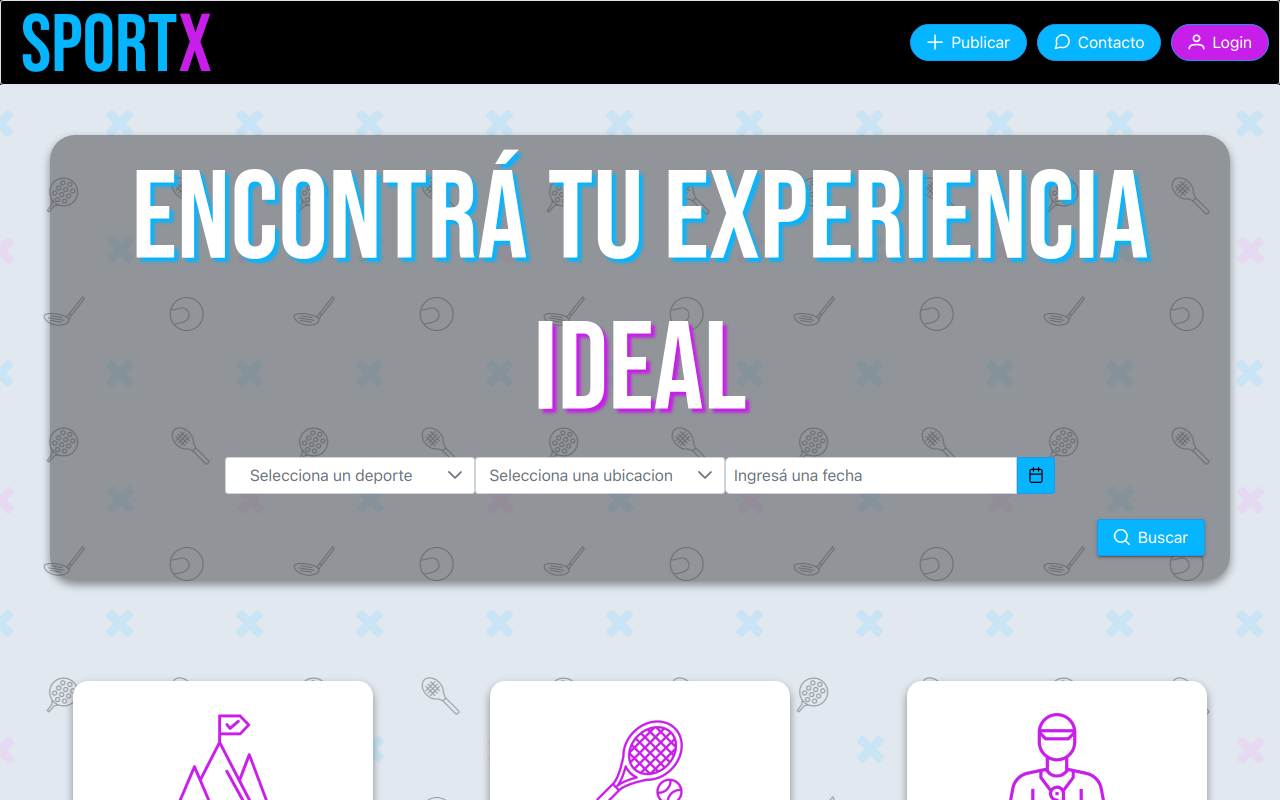 SPORTX
Publicar
Contacto
Login
ENCONTRÁ TU EXPERIENCIA
IDEAL
Selecciona un deporte
Selecciona una ubicacion
Ingresá una fecha
Buscar